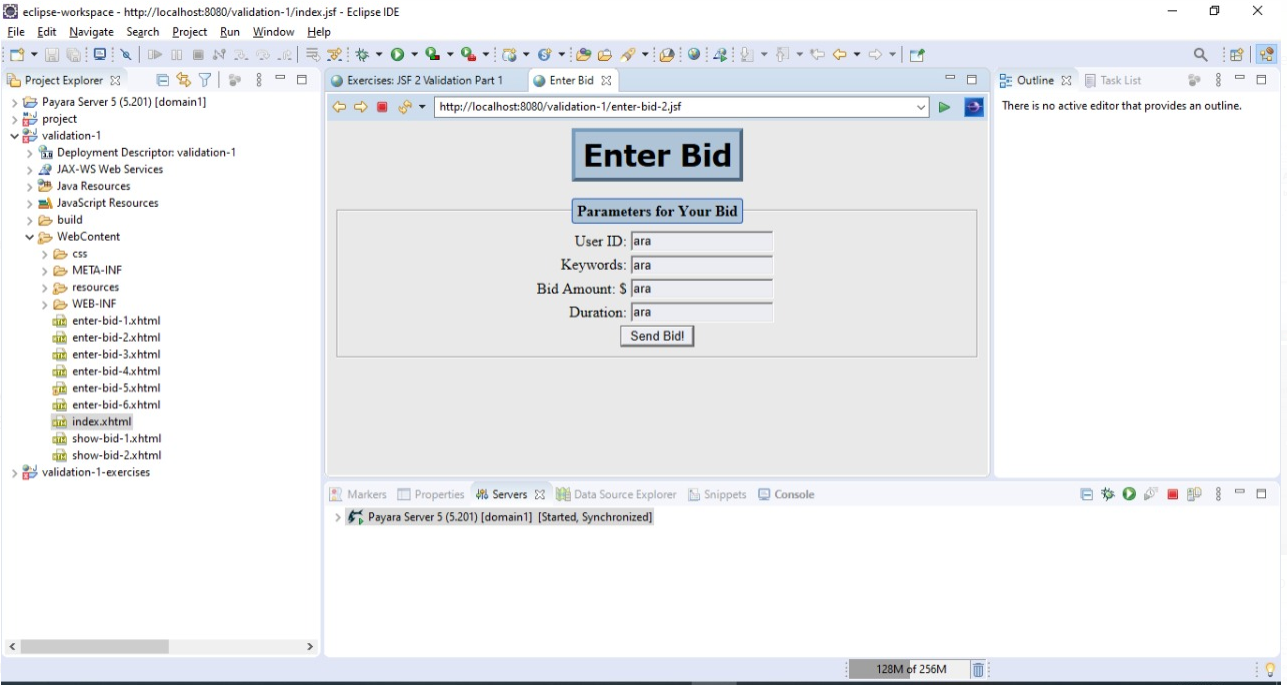 eclipse-workspace - http://localhost:8080/validation-1/index.jsf - Eclipse IDE
File Edit Navigate Search Project Run Window Help
Project Explorer
Payara Server 5 (5.201) [domain1]
project
validation-1
Deployment Descriptor: validation-1
JAX-WS Web Services
Java Resources
JavaScript Resources
build
WebContent
css
META-INF
resources
WEB-INF
enter-bid-1.xhtml
enter-bid-2.xhtml
enter-bid-3.xhtml
enter-bid-4.xhtml
enter-bid-5.xhtml
enter-bid-6.xhtml
index.xhtml
show-bid-1.xhtml
show-bid-2.xhtml
validation-1-exercises
Exercises: JSF 2 Validation Part 1 Enter Bid
http://localhost:8080/validation-1/enter-bid-2.jsf
Enter Bid
Parameters for Your Bid
User ID: ara
Keywords: ara
Bid Amount: $ ara
Duration: ara
Send Bid!
Outline Task List
There is no active editor that provides an outline.
Markers Properties Servers Data Source Explorer Snippets Console
Payara Server 5 (5.201) [domain1] [Started, Synchronized]
128M of 256M